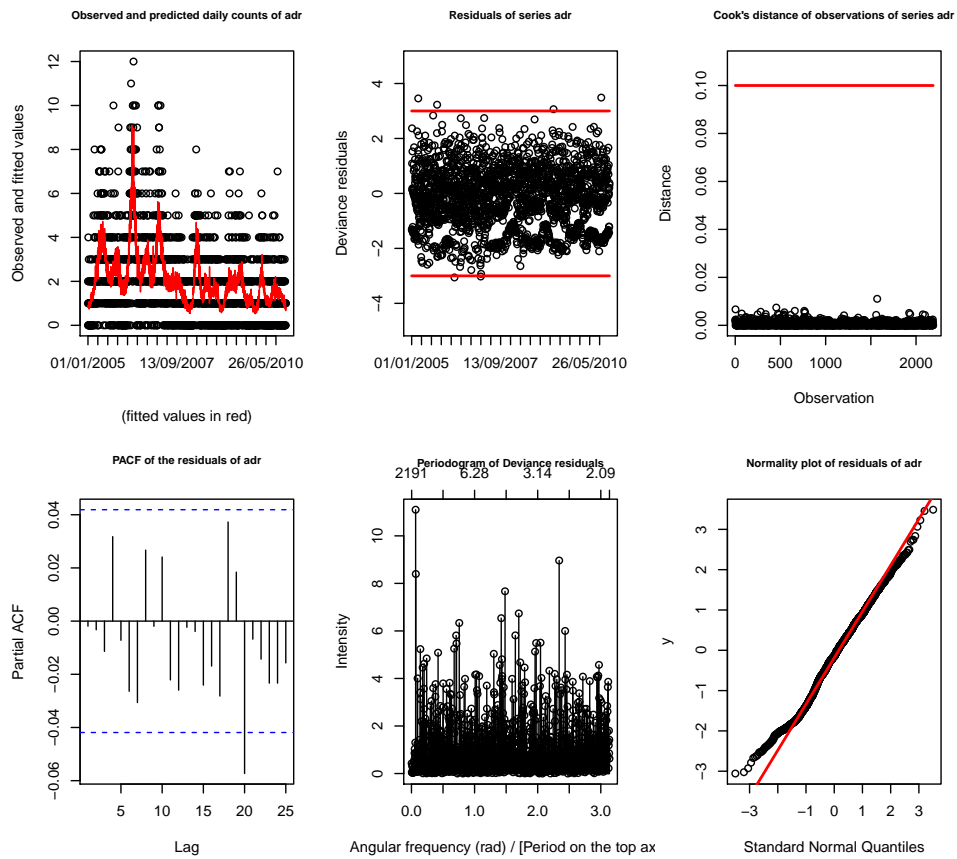 Observed and predicted daily counts of adr
Observed and fitted values
12
10
8
6
4
2
0
01/01/2005 13/09/2007 26/05/2010
(fitted values in red)
Residuals of series adr
Deviance residuals
4
2
0
−2
−4
01/01/2005 13/09/2007 26/05/2010
Cook's distance of observations of series adr
Distance
0.10
0.08
0.06
0.04
0.02
0.00
0 500 1000 2000
Observation
PACF of the residuals of adr
Partial ACF
0.04
0.02
0.00
−0.02
−0.04
−0.06
5 10 15 20 25
Lag
Periodogram of Deviance residuals
2191 6.28 3.14 2.09
Intensity
10
8
6
4
2
0
0.0 1.0 2.0 3.0
Angular frequency (rad) / [Period on the top ax
Normality plot of residuals of adr
y
3
2
1
0
−1
−2
−3
−3 −2 −1 0 1 2 3
Standard Normal Quantiles